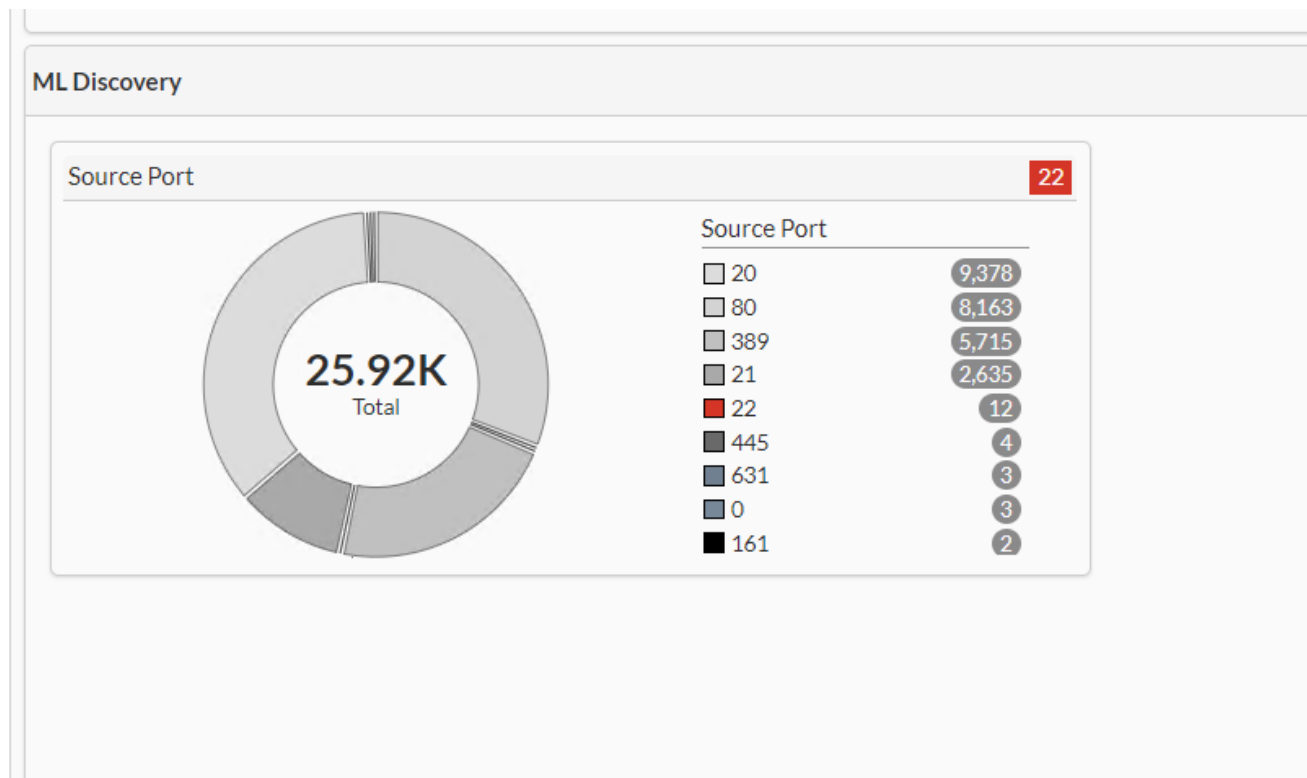 ML Discovery
Source Port
22
25.92K
Total
Source Port
20 9,378
80 8,163
389 5,715
21 2,635
22 12
445 4
631 3
0 3
161 2